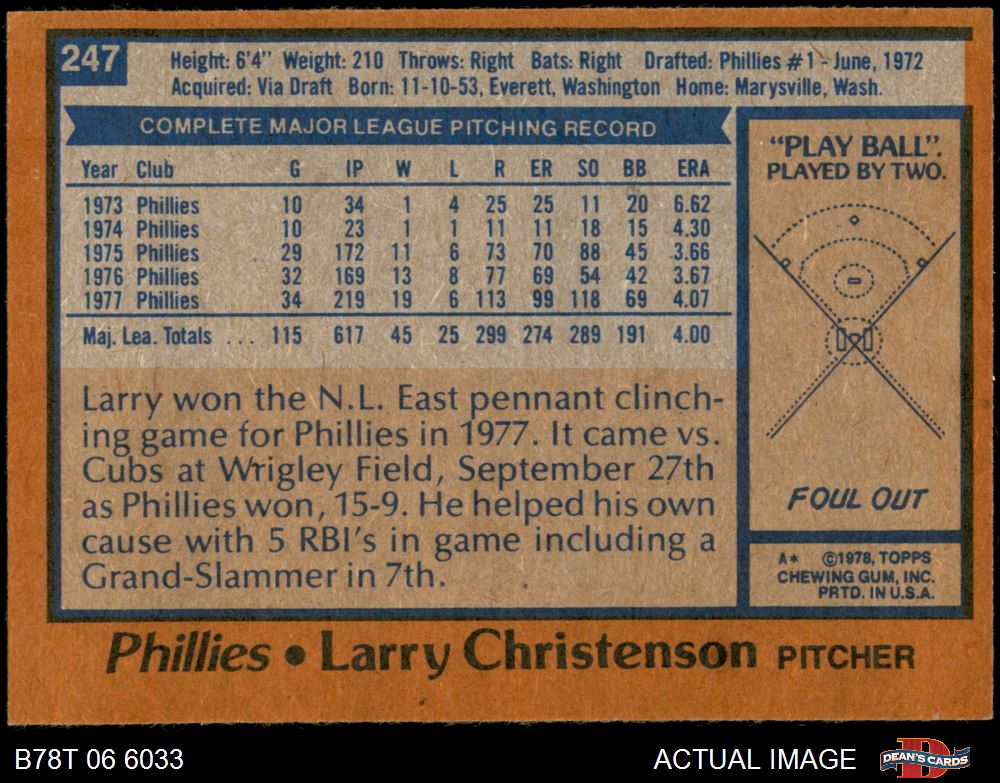 247
Height: 6'4" Weight: 210 Throws: Right Bats: Right Drafted: Phillies #1 - June, 1972
Acquired: Via Draft Born: 11-10-53, Everett, Washington Home: Marysville, Wash.
COMPLETE MAJOR LEAGUE PITCHING RECORD
Year Club G IP W L R ER SO BB ERA
1973 Phillies 10 34 1 4 25 25 11 20 6.62
1974 Phillies 10 23 1 1 11 11 18 15 4.30
1975 Phillies 29 172 11 6 73 70 88 45 3.66
1976 Phillies 32 169 13 8 77 69 54 42 3.67
1977 Phillies 34 219 19 6 113 99 118 69 4.07
Maj. Lea. Totals ... 115 617 45 25 299 274 289 191 4.00
Larry won the N.L. East pennant clinch-
ing game for Phillies in 1977. It came vs.
Cubs at Wrigley Field, September 27th
as Phillies won, 15-9. He helped his own
cause with 5 RBI's in game including a
Grand-Slammer in 7th.
"PLAY BALL".
PLAYED BY TWO.
FOUL OUT
A* ©1978, TOPPS
CHEWING GUM, INC.
PRTD. IN U.S.A.
Phillies • Larry Christenson PITCHER
B78T 06 6033
ACTUAL IMAGE
DEAN'S CARDS